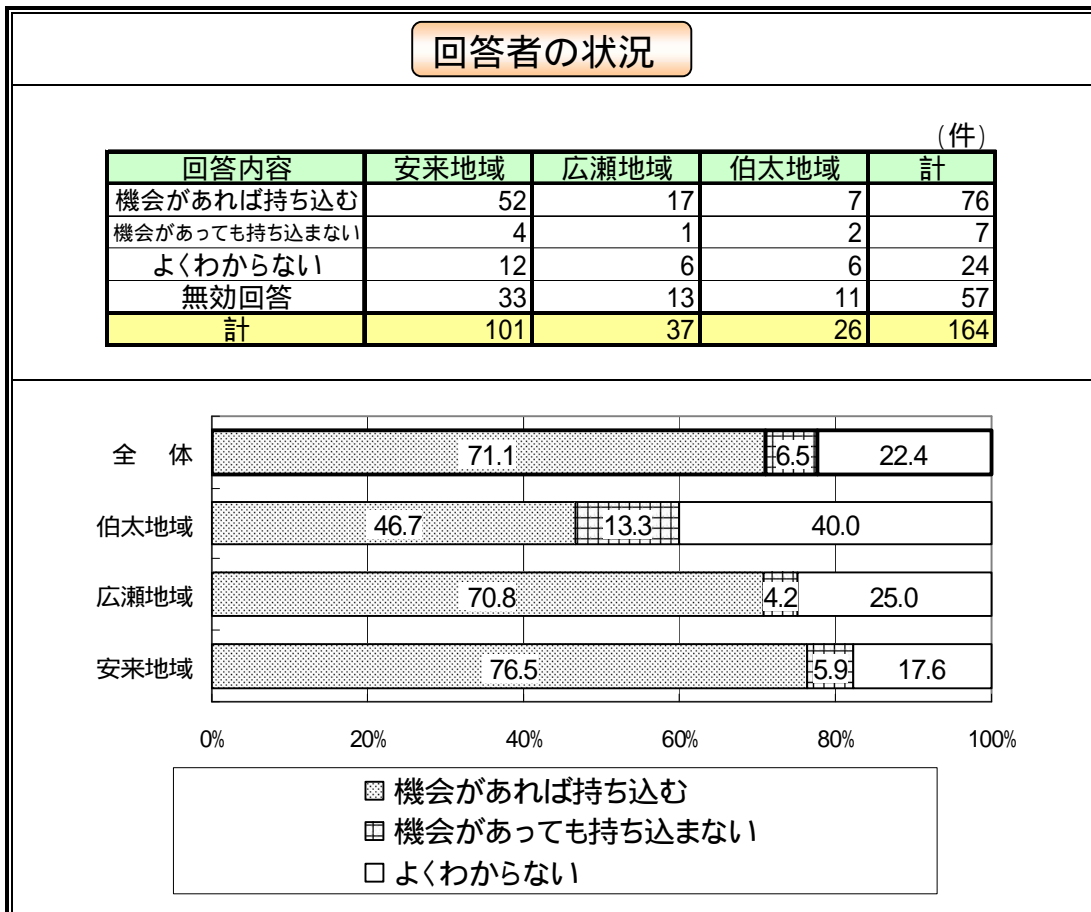 回答者の状況
(件)
回答内容 安来地域 広瀬地域 伯太地域 計
機会があれば持ち込む 52 17 7 76
機会があっても持ち込まない 4 1 2 7
よくわからない 12 6 6 24
無効回答 33 13 11 57
計 101 37 26 164
全 体 71.1 6.5 22.4
伯太地域 46.7 13.3 40.0
広瀬地域 70.8 4.2 25.0
安来地域 76.5 5.9 17.6
0% 20% 40% 60% 80% 100%
機会があれば持ち込む
機会があっても持ち込まない
よくわからない